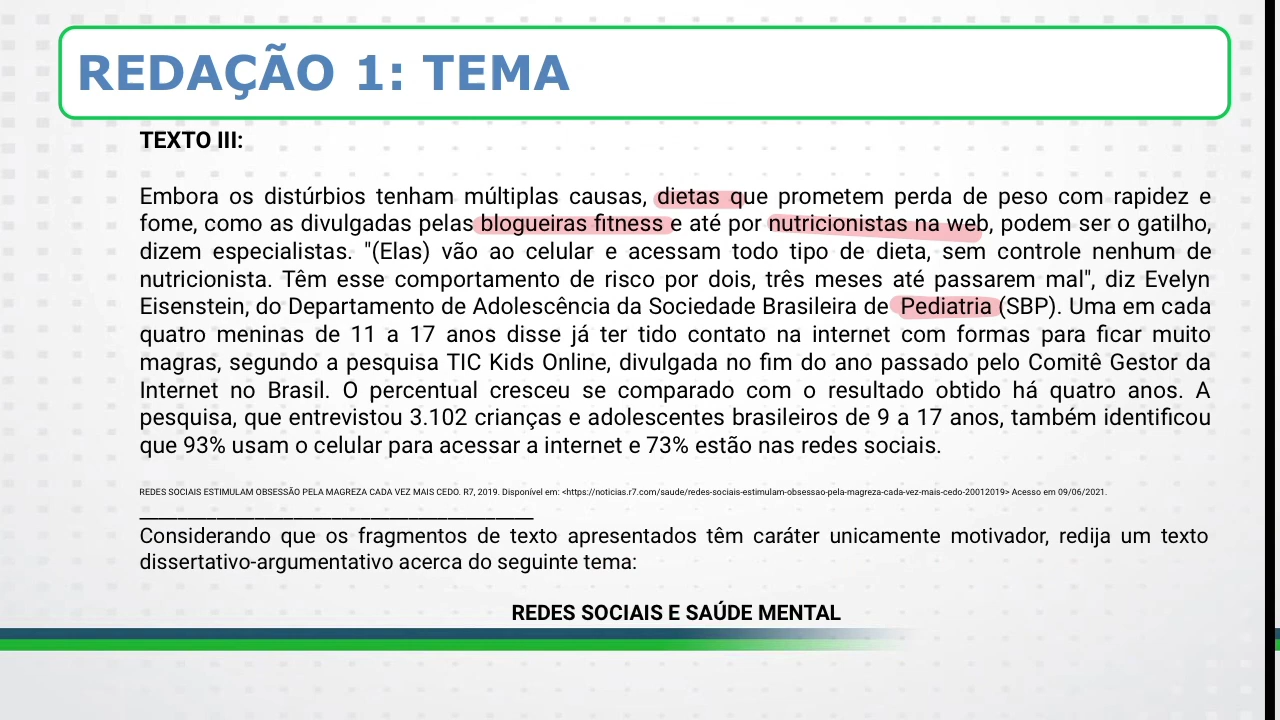 REDAÇÃO 1: TEMA
TEXTO III:
Embora os distúrbios tenham múltiplas causas, dietas que prometem perda de peso com rapidez e
fome, como as divulgadas pelas blogueiras fitness e até por nutricionistas na web, podem ser o gatilho,
dizem especialistas. "(Elas) vão ao celular e acessam todo tipo de dieta, sem controle nenhum de
nutricionista. Têm esse comportamento de risco por dois, três meses até passarem mal", diz Evelyn
Eisenstein, do Departamento de Adolescência da Sociedade Brasileira de Pediatria (SBP). Uma em cada
quatro meninas de 11 a 17 anos disse já ter tido contato na internet com formas para ficar muito
magras, segundo a pesquisa TIC Kids Online, divulgada no fim do ano passado pelo Comitê Gestor da
Internet no Brasil. O percentual cresceu se comparado com o resultado obtido há quatro anos. A
pesquisa, que entrevistou 3.102 crianças e adolescentes brasileiros de 9 a 17 anos, também identificou
que 93% usam o celular para acessar a internet e 73% estão nas redes sociais.
REDES SOCIAIS ESTIMULAM OBSESSÃO PELA MAGREZA CADA VEZ MAIS CEDO. R7, 2019. Disponível em: <https://noticias.r7.com/saude/redes-sociais-estimulam-obsessao-pela-magreza-cada-vez-mais-cedo-20012019> Acesso em 09/06/2021.
Considerando que os fragmentos de texto apresentados têm caráter unicamente motivador, redija um texto
dissertativo-argumentativo acerca do seguinte tema:
REDES SOCIAIS E SAÚDE MENTAL